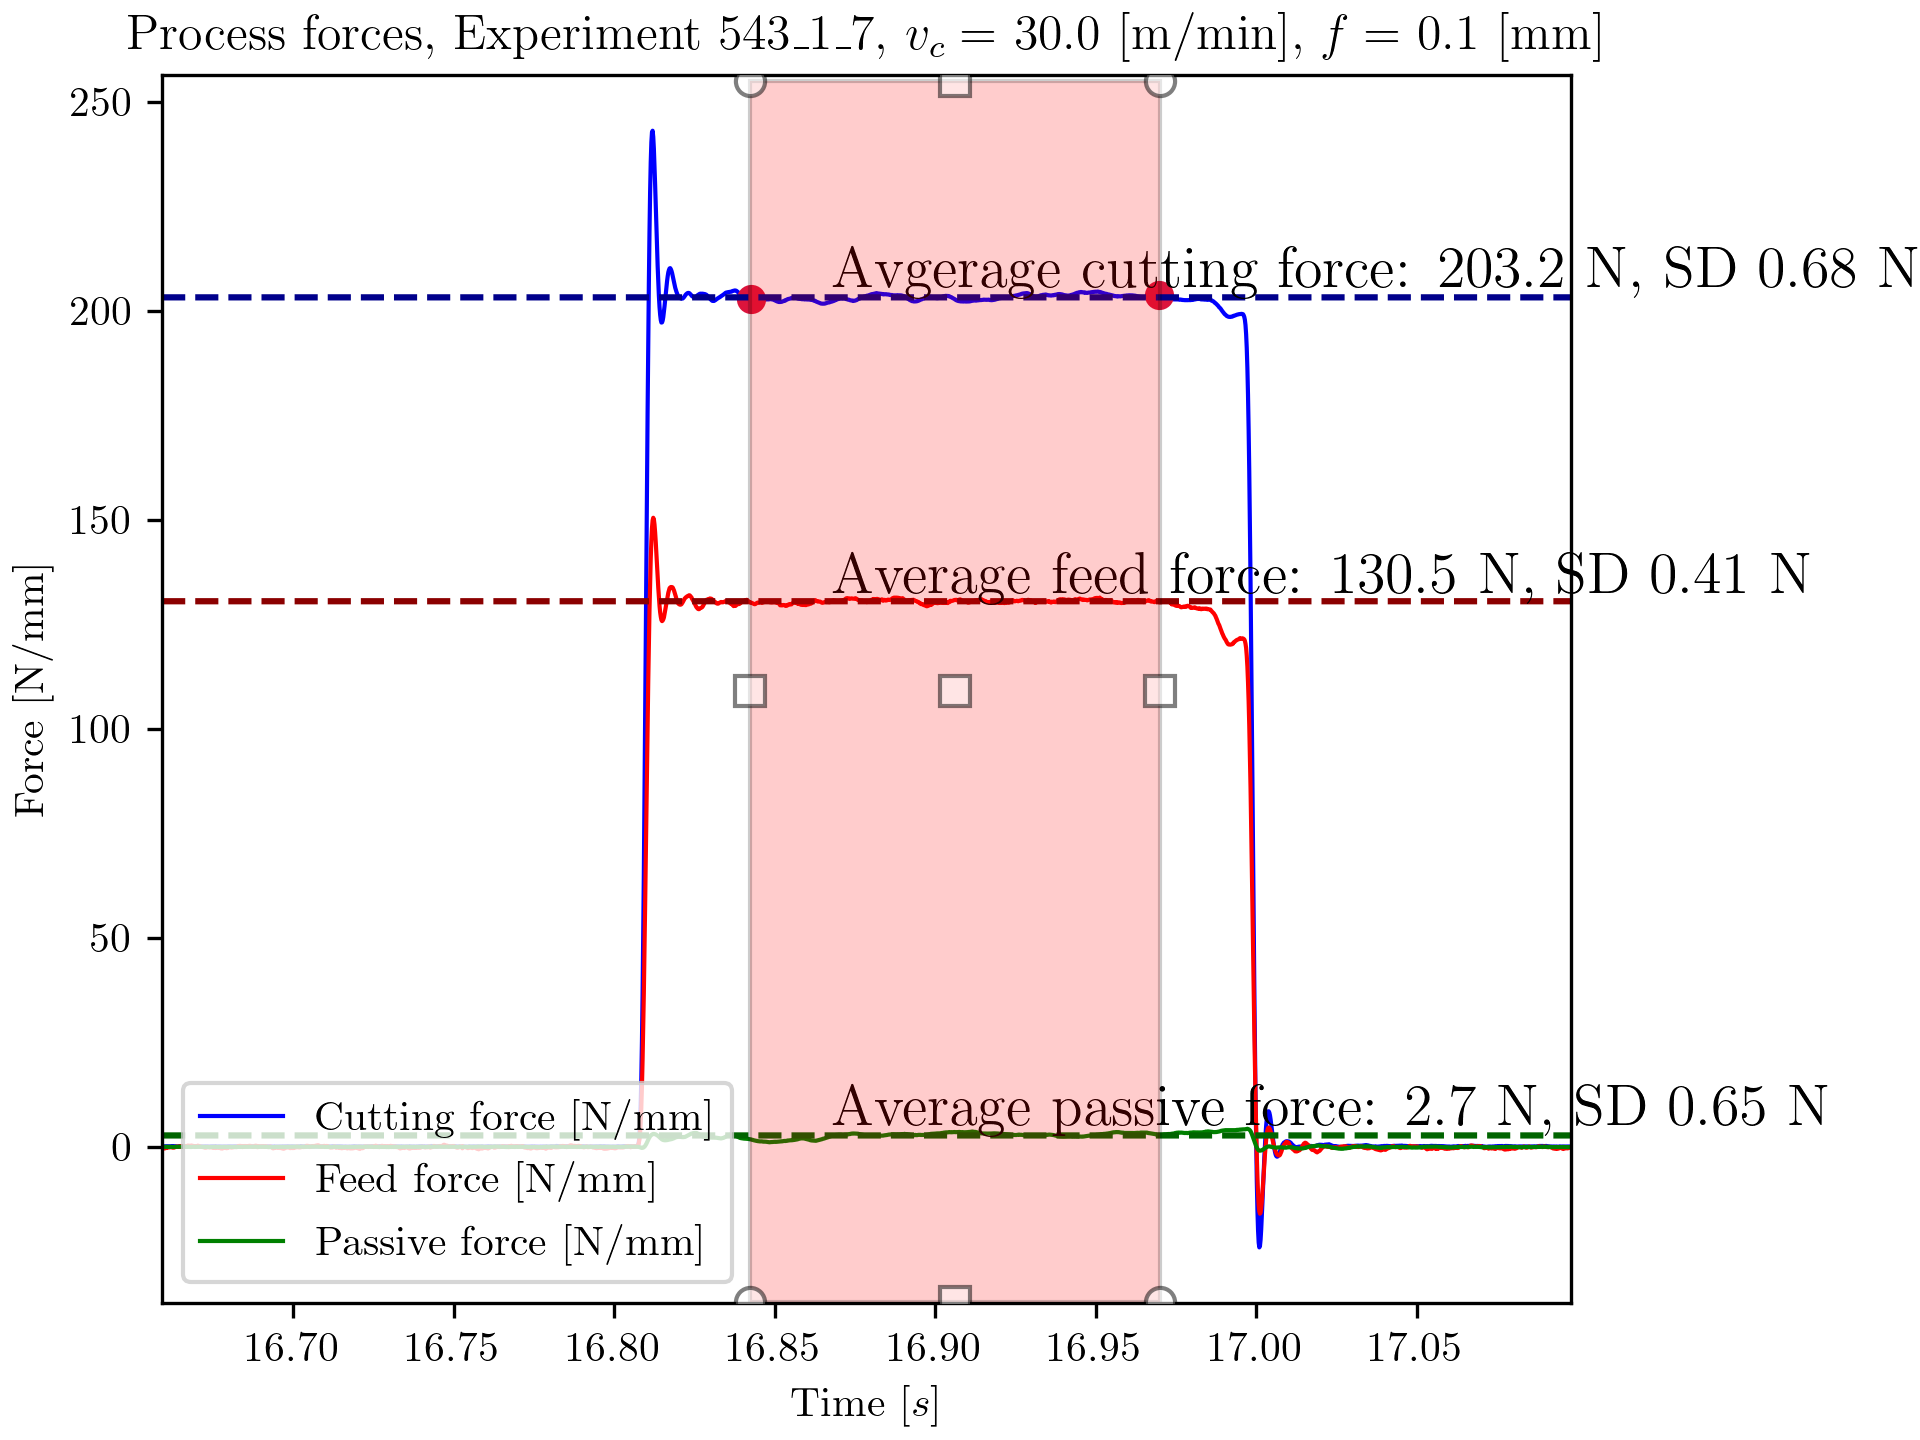 Process forces, Experiment 543_1_7, v_c = 30.0 [m/min], f = 0.1 [mm]
250
200
150
100
50
0
Force [N/mm]
Avgerage cutting force: 203.2 N, SD 0.68 N
Average feed force: 130.5 N, SD 0.41 N
Average passive force: 2.7 N, SD 0.65 N
Cutting force [N/mm]
Feed force [N/mm]
Passive force [N/mm]
16.70 16.75 16.80 16.85 16.90 16.95 17.00 17.05
Time [s]